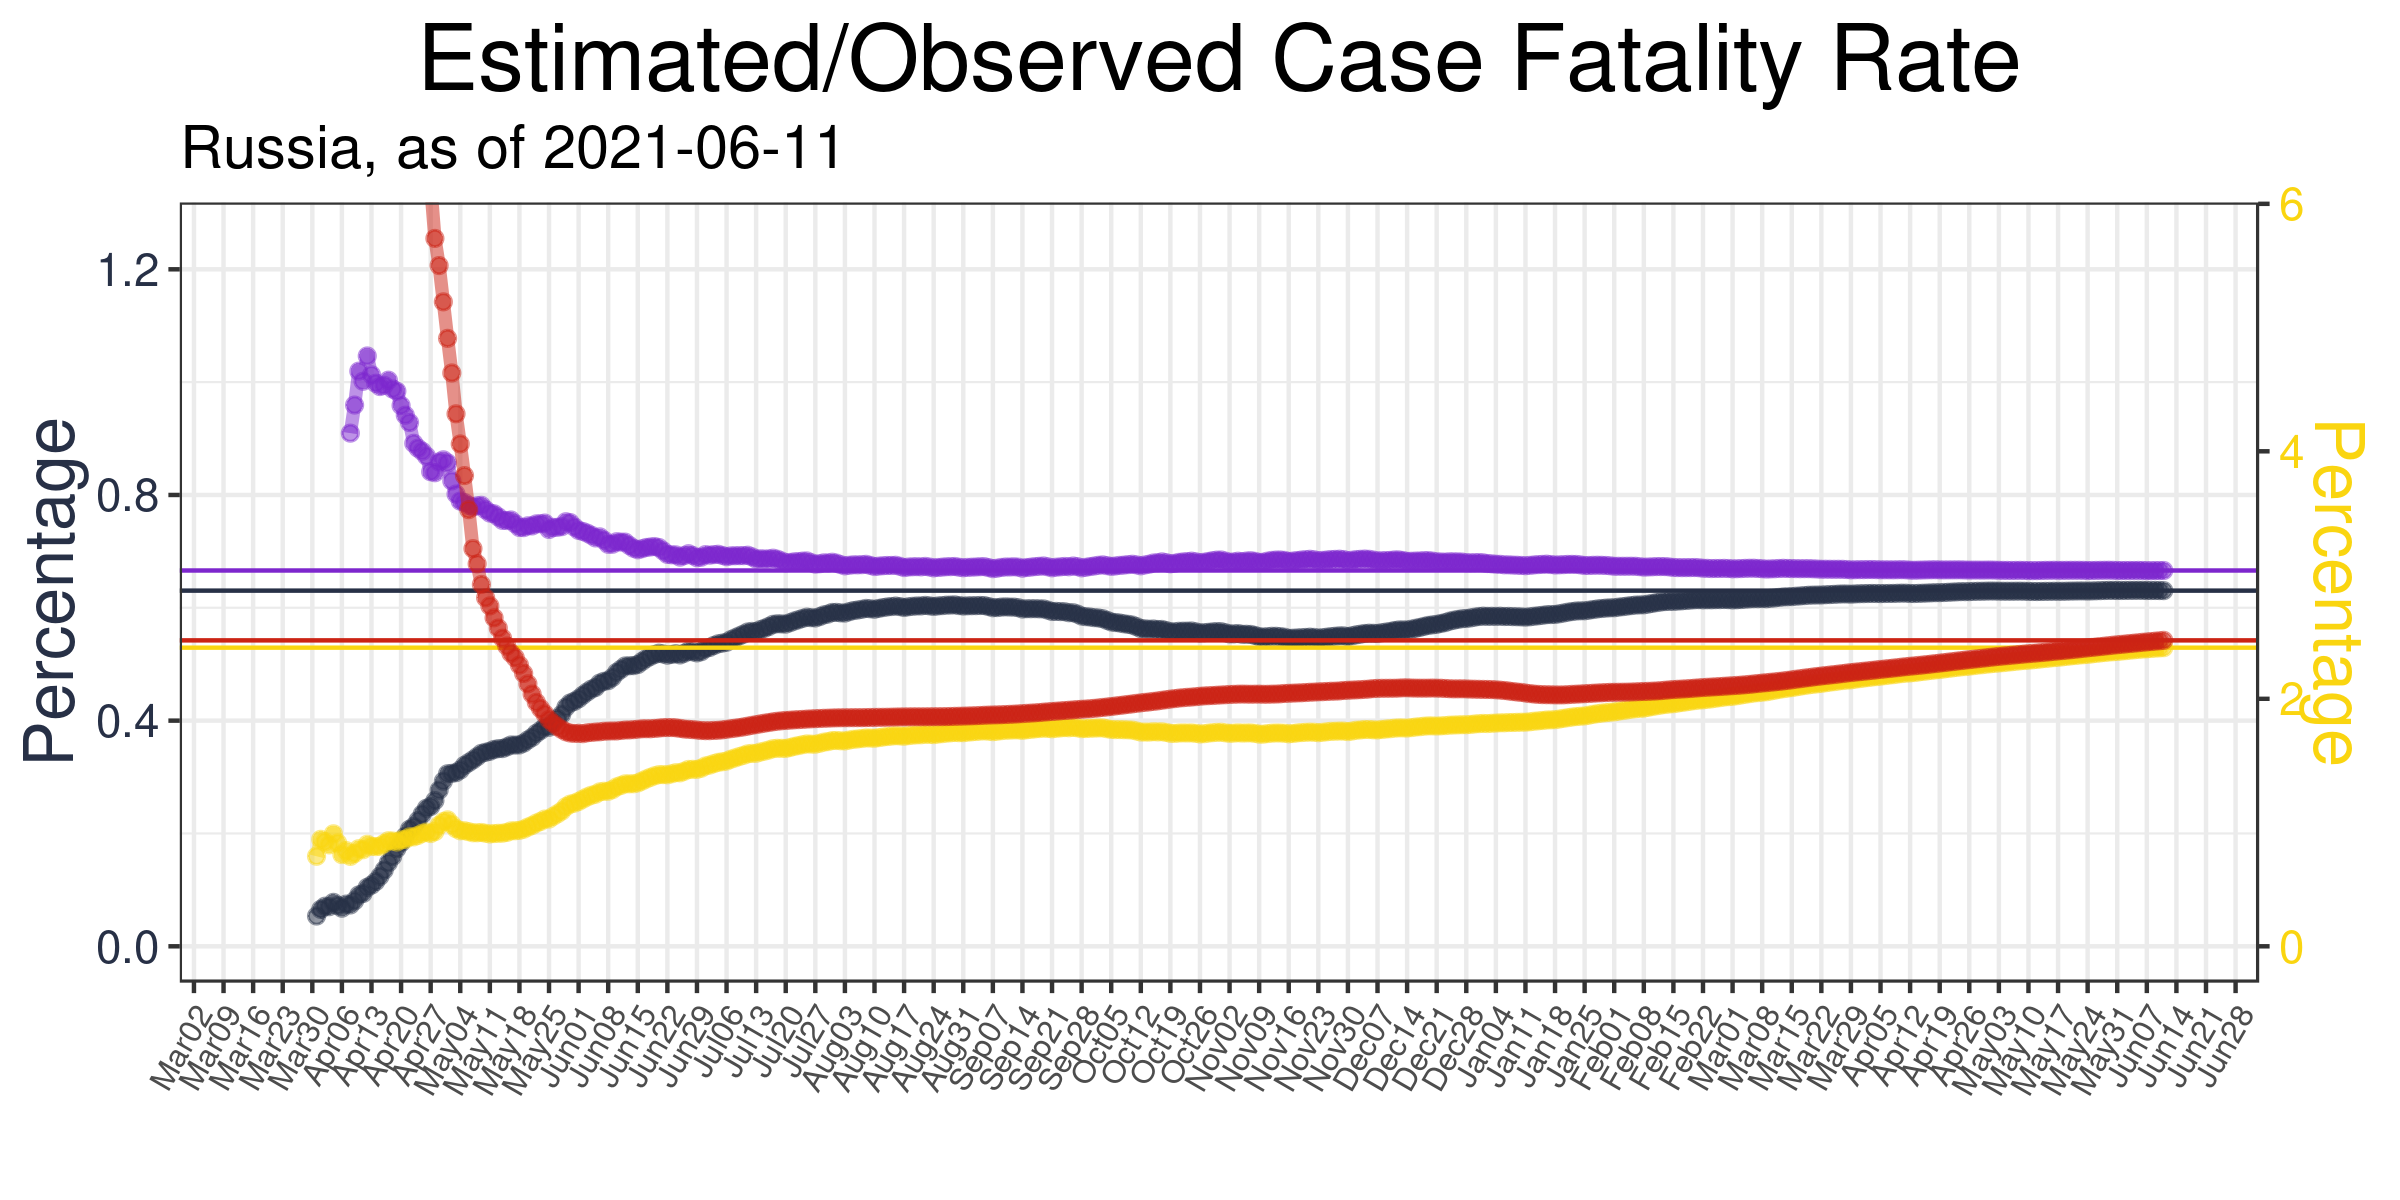 Estimated/Observed Case Fatality Rate
Russia, as of 2021-06-11
Percentage
1.2
0.8
0.4
0.0
6
4
2
0
Percentage
Mar02
Mar09
Mar16
Mar23
Mar30
Apr06
Apr13
Apr20
Apr27
May04
May11
May18
May25
Jun01
Jun08
Jun15
Jun22
Jun29
Jul06
Jul13
Jul20
Jul27
Aug03
Aug10
Aug17
Aug24
Aug31
Sep07
Sep14
Sep21
Sep28
Oct05
Oct12
Oct19
Oct26
Nov02
Nov09
Nov16
Nov23
Nov30
Dec07
Dec14
Dec21
Dec28
Jan04
Jan11
Jan18
Jan25
Feb01
Feb08
Feb15
Feb22
Mar01
Mar08
Mar15
Mar22
Mar29
Apr05
Apr12
Apr19
Apr26
May03
May10
May17
May24
May31
Jun07
Jun14
Jun21
Jun28